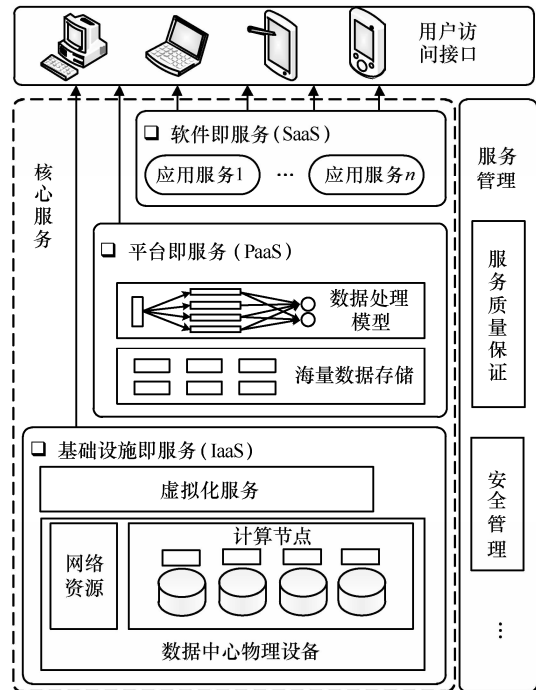 用户访
问接口
核心服务
❑ 软件即服务(SaaS)
应用服务1 … 应用服务n
❑ 平台即服务(PaaS)
数据处理
模型
海量数据存储
❑ 基础设施即服务(IaaS)
虚拟化服务
网络
资源
计算节点
数据中心物理设备
服务
管理
服务质量保证
安全管理
⋮